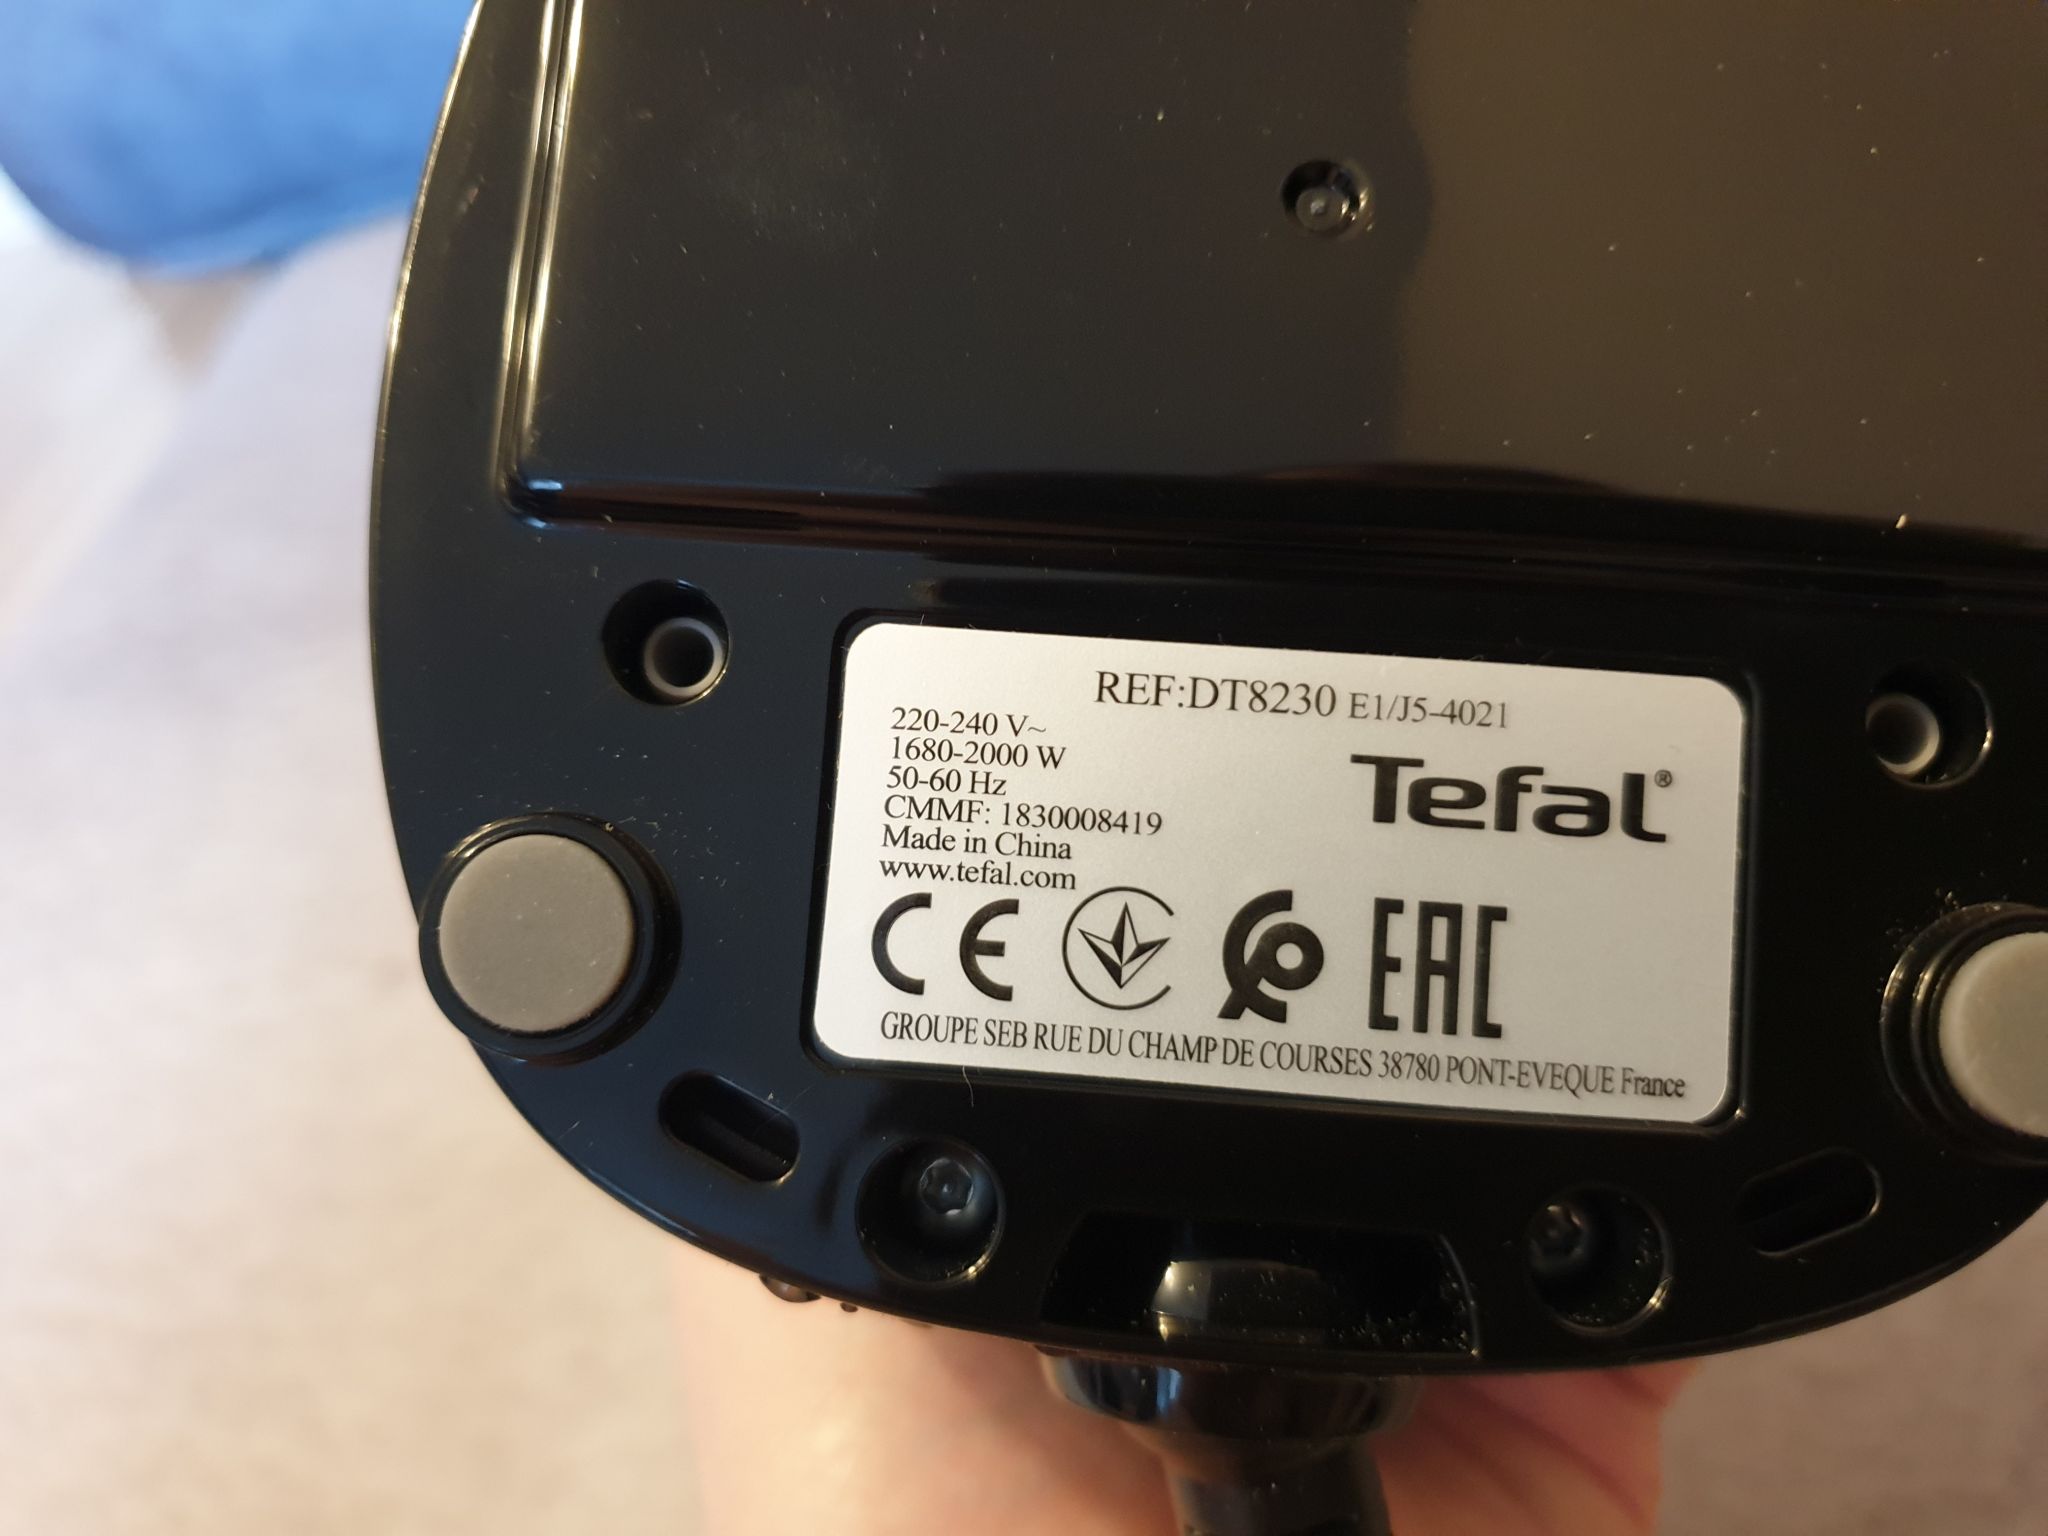 REF:DT8230 E1/J5-4021
220-240 V~
1680-2000 W
50-60 Hz
CMMF: 1830008419
Made in China
www.tefal.com
Tefal®
CE EAC
GROUPE SEB RUE DU CHAMP DE COURSES 38780 PONT-EVEQUE France